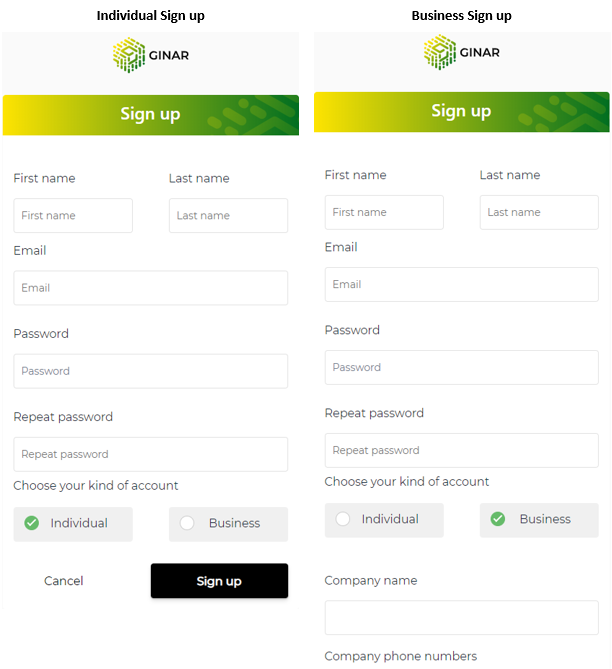 Individual Sign up
GINAR
Sign up
First name Last name
First name Last name
Email
Email
Password
Password
Repeat password
Repeat password
Choose your kind of account
Individual Business
Cancel Sign up
Business Sign up
GINAR
Sign up
First name Last name
First name Last name
Email
Email
Password
Password
Repeat password
Repeat password
Choose your kind of account
Individual Business
Company name
Company phone numbers